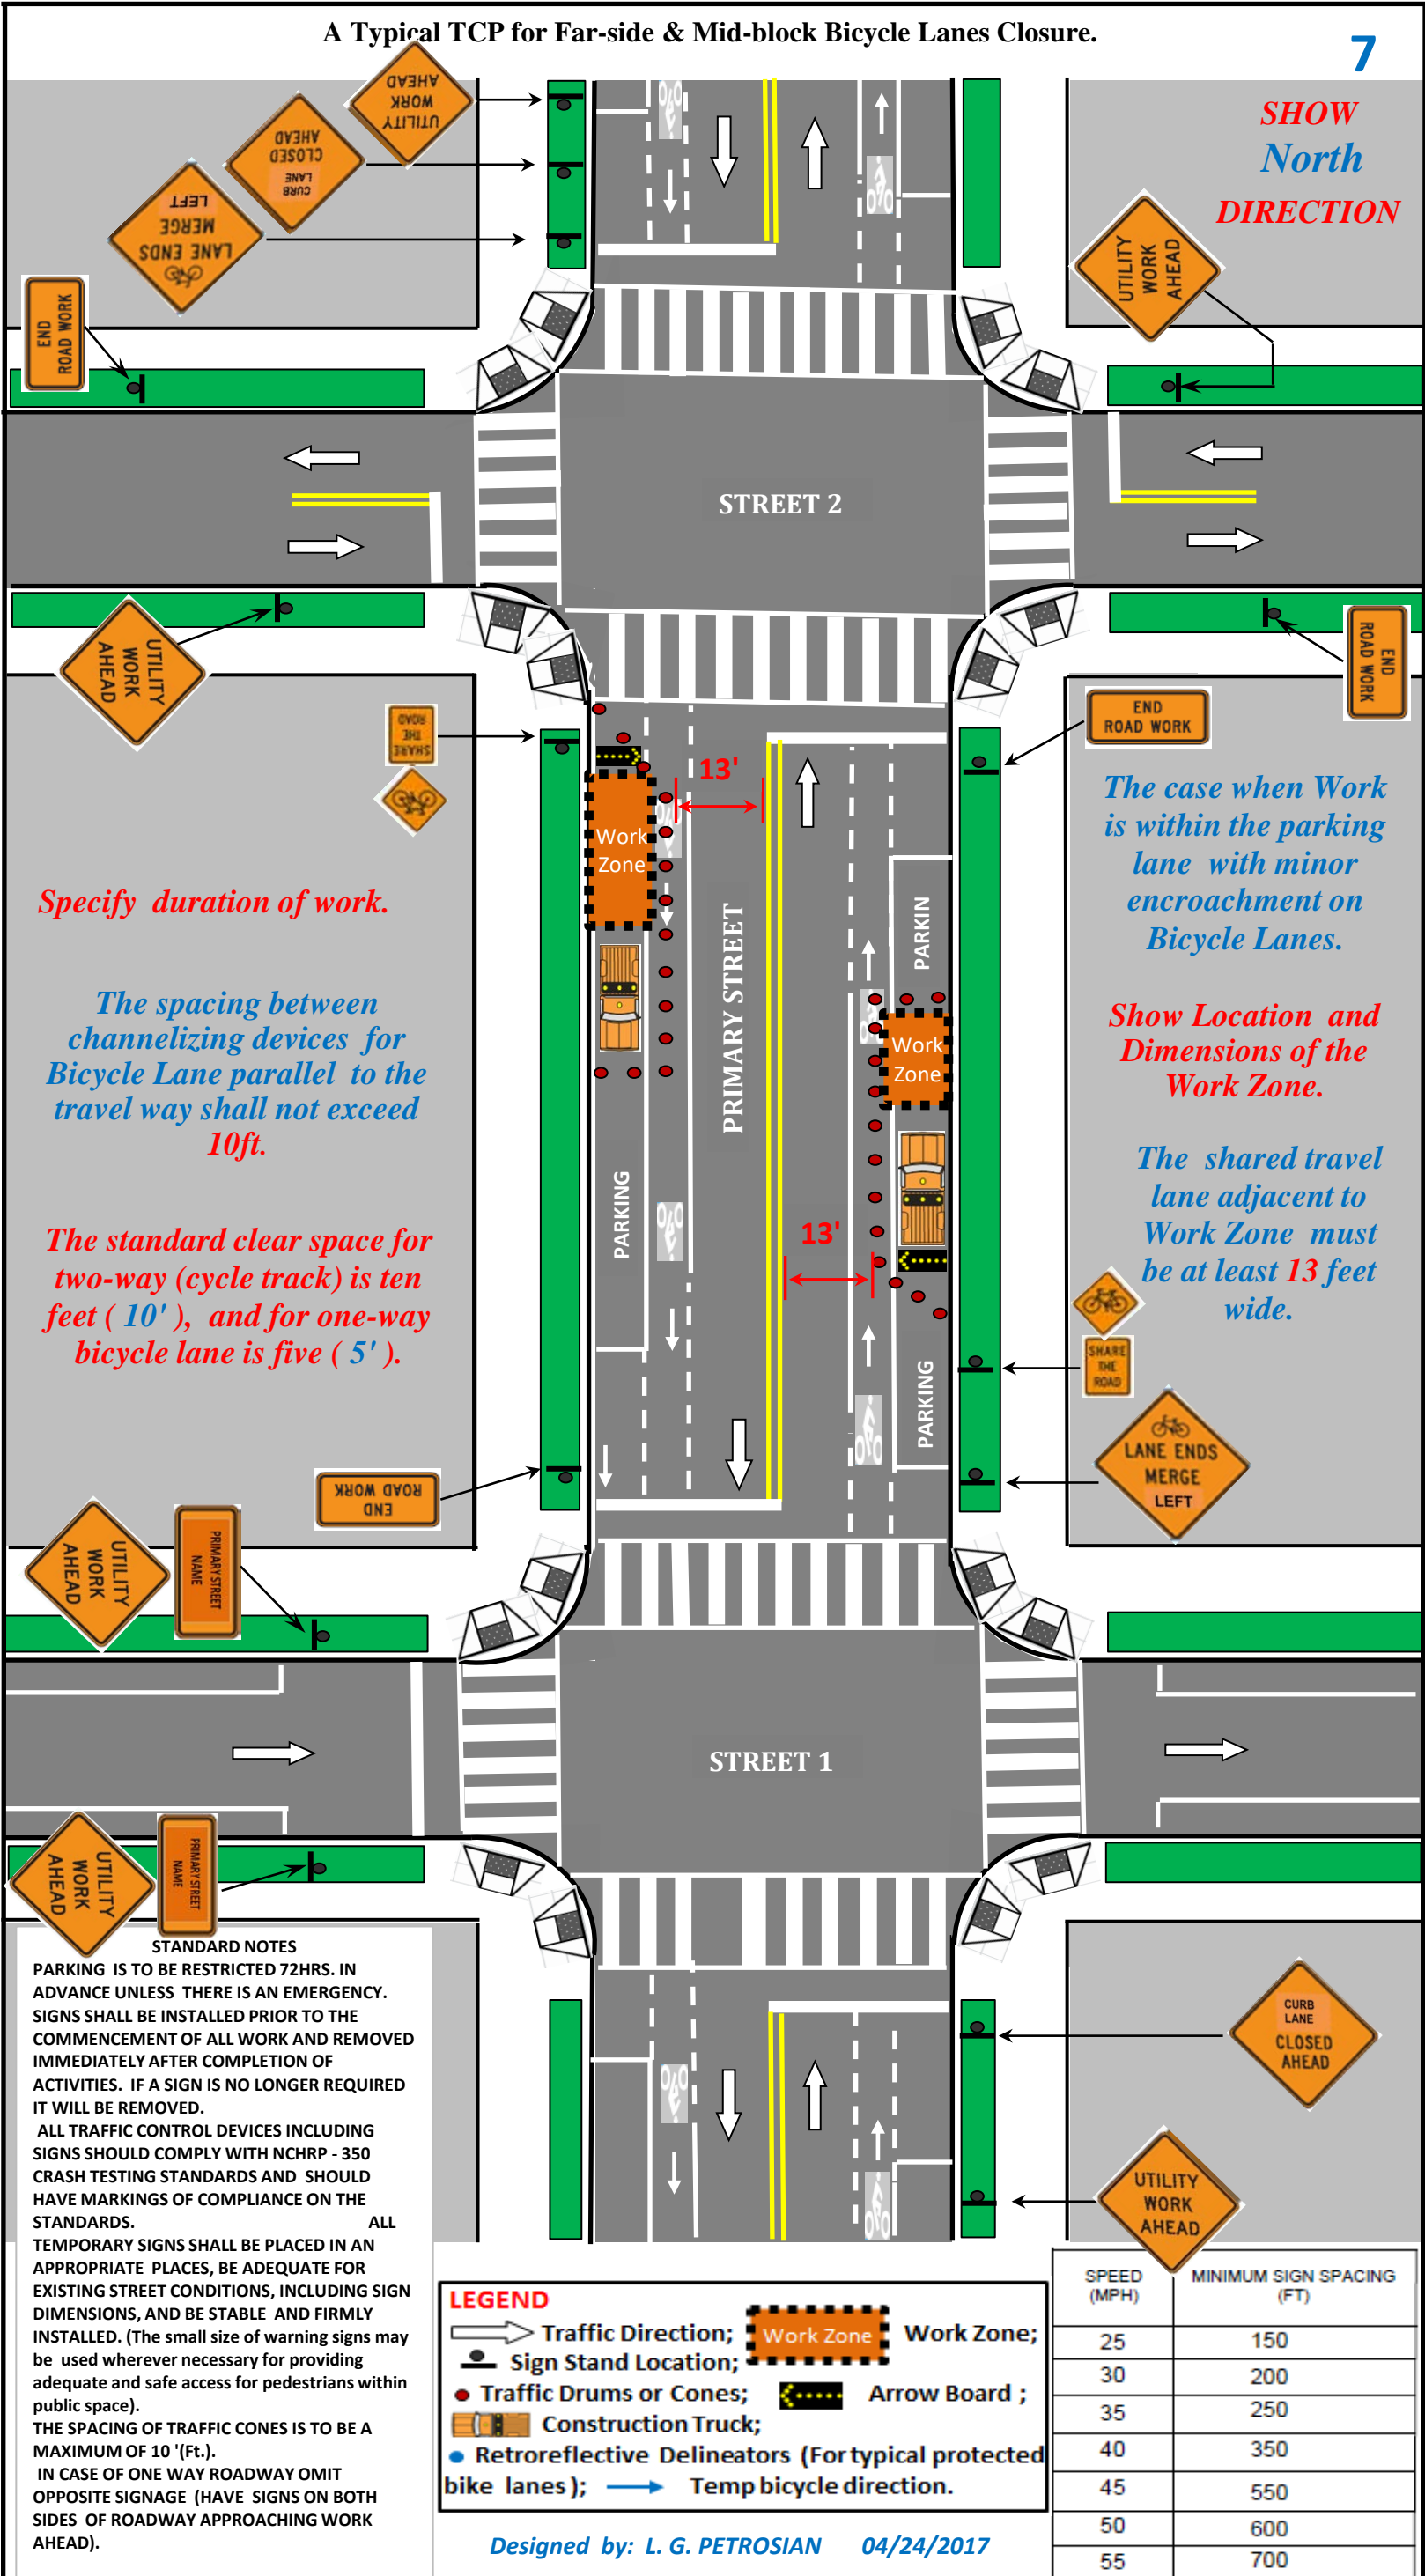 A Typical TCP for Far-side & Mid-block Bicycle Lanes Closure.
7
SHOW
North
DIRECTION
UTILITY
WORK
AHEAD
CURB
LANE
CLOSED
AHEAD
LANE ENDS
MERGE
LEFT
END
ROAD WORK
UTILITY
WORK
AHEAD
STREET 2
UTILITY
WORK
AHEAD
END
ROAD WORK
SHARE
THE
ROAD
END
ROAD WORK
13'
Work
Zone
The case when Work
is within the parking
lane with minor
encroachment on
Bicycle Lanes.
Specify duration of work.
PRIMARY STREET
PARKIN
The spacing between
channelizing devices for
Bicycle Lane parallel to the
travel way shall not exceed
10ft.
Work
Zone
Show Location and
Dimensions of the
Work Zone.
PARKING
The shared travel
lane adjacent to
Work Zone must
be at least 13 feet
wide.
13'
The standard clear space for
two-way (cycle track) is ten
feet ( 10' ), and for one-way
bicycle lane is five ( 5' ).
PARKING
SHARE
THE
ROAD
LANE ENDS
MERGE
LEFT
END
ROAD WORK
UTILITY
WORK
AHEAD
PRIMARY STREET
NAME
STREET 1
UTILITY
WORK
AHEAD
PRIMARY STREET
NAME
STANDARD NOTES
PARKING IS TO BE RESTRICTED 72HRS. IN
ADVANCE UNLESS THERE IS AN EMERGENCY.
SIGNS SHALL BE INSTALLED PRIOR TO THE
COMMENCEMENT OF ALL WORK AND REMOVED
IMMEDIATELY AFTER COMPLETION OF
ACTIVITIES. IF A SIGN IS NO LONGER REQUIRED
IT WILL BE REMOVED.
ALL TRAFFIC CONTROL DEVICES INCLUDING
SIGNS SHOULD COMPLY WITH NCHRP - 350
CRASH TESTING STANDARDS AND SHOULD
HAVE MARKINGS OF COMPLIANCE ON THE
STANDARDS. ALL
TEMPORARY SIGNS SHALL BE PLACED IN AN
APPROPRIATE PLACES, BE ADEQUATE FOR
EXISTING STREET CONDITIONS, INCLUDING SIGN
DIMENSIONS, AND BE STABLE AND FIRMLY
INSTALLED. (The small size of warning signs may
be used wherever necessary for providing
adequate and safe access for pedestrians within
public space).
THE SPACING OF TRAFFIC CONES IS TO BE A
MAXIMUM OF 10 '(Ft.).
IN CASE OF ONE WAY ROADWAY OMIT
OPPOSITE SIGNAGE (HAVE SIGNS ON BOTH
SIDES OF ROADWAY APPROACHING WORK
AHEAD).
CURB
LANE
CLOSED
AHEAD
UTILITY
WORK
AHEAD
LEGEND
Traffic Direction; Work Zone Work Zone;
Sign Stand Location;
Traffic Drums or Cones; Arrow Board ;
Construction Truck;
Retroreflective Delineators (For typical protected
bike lanes ); Temp bicycle direction.
Designed by: L. G. PETROSIAN 04/24/2017
SPEED (MPH) MINIMUM SIGN SPACING (FT)
25 150
30 200
35 250
40 350
45 550
50 600
55 700